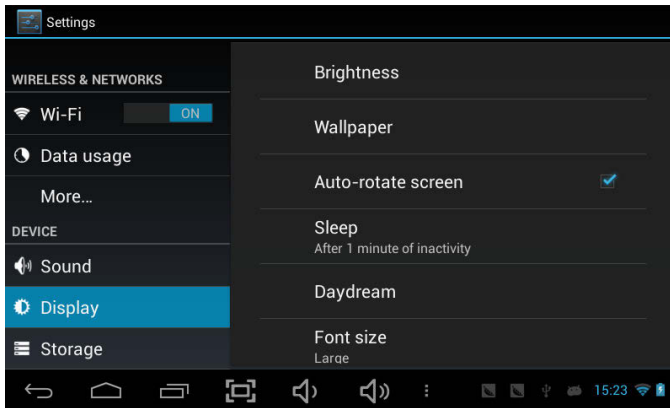 Settings
WIRELESS & NETWORKS
Wi-Fi ON
Data usage
More...
DEVICE
Sound
Display
Storage
Brightness
Wallpaper
Auto-rotate screen
Sleep
After 1 minute of inactivity
Daydream
Font size
Large
15:23